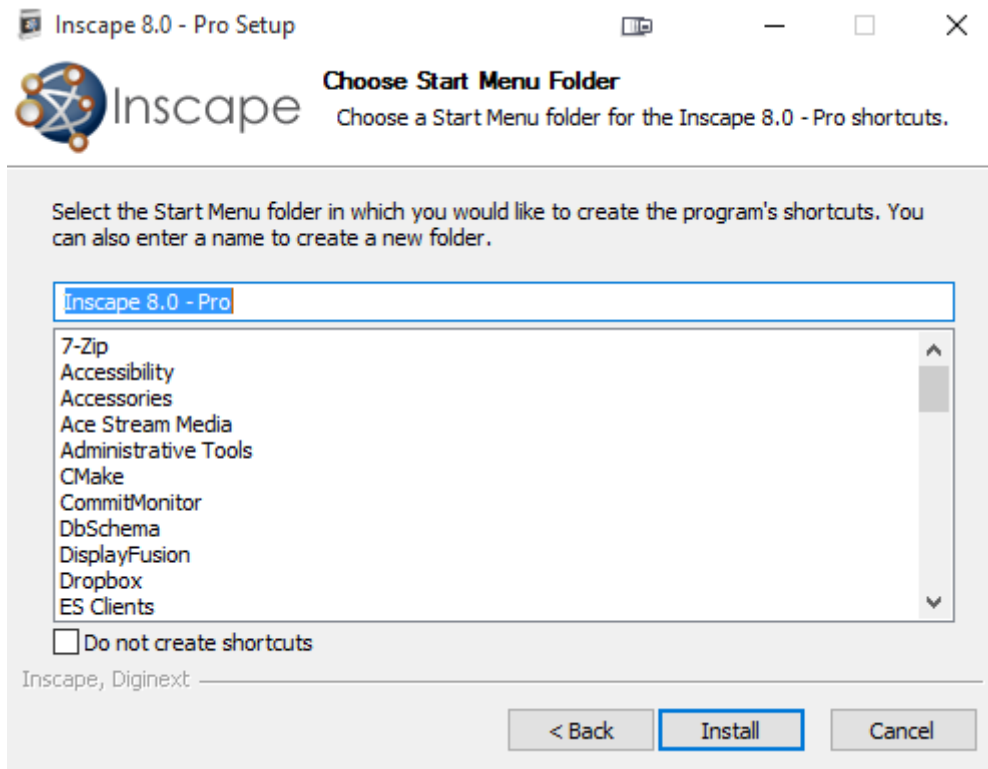 Inscape 8.0 - Pro Setup
Inscape
Choose Start Menu Folder
Choose a Start Menu folder for the Inscape 8.0 - Pro shortcuts.
Select the Start Menu folder in which you would like to create the program's shortcuts. You
can also enter a name to create a new folder.
Inscape 8.0 - Pro
7-Zip
Accessibility
Accessories
Ace Stream Media
Administrative Tools
CMake
CommitMonitor
DbSchema
DisplayFusion
Dropbox
ES Clients
Do not create shortcuts
Inscape, Diginext
< Back
Install
Cancel